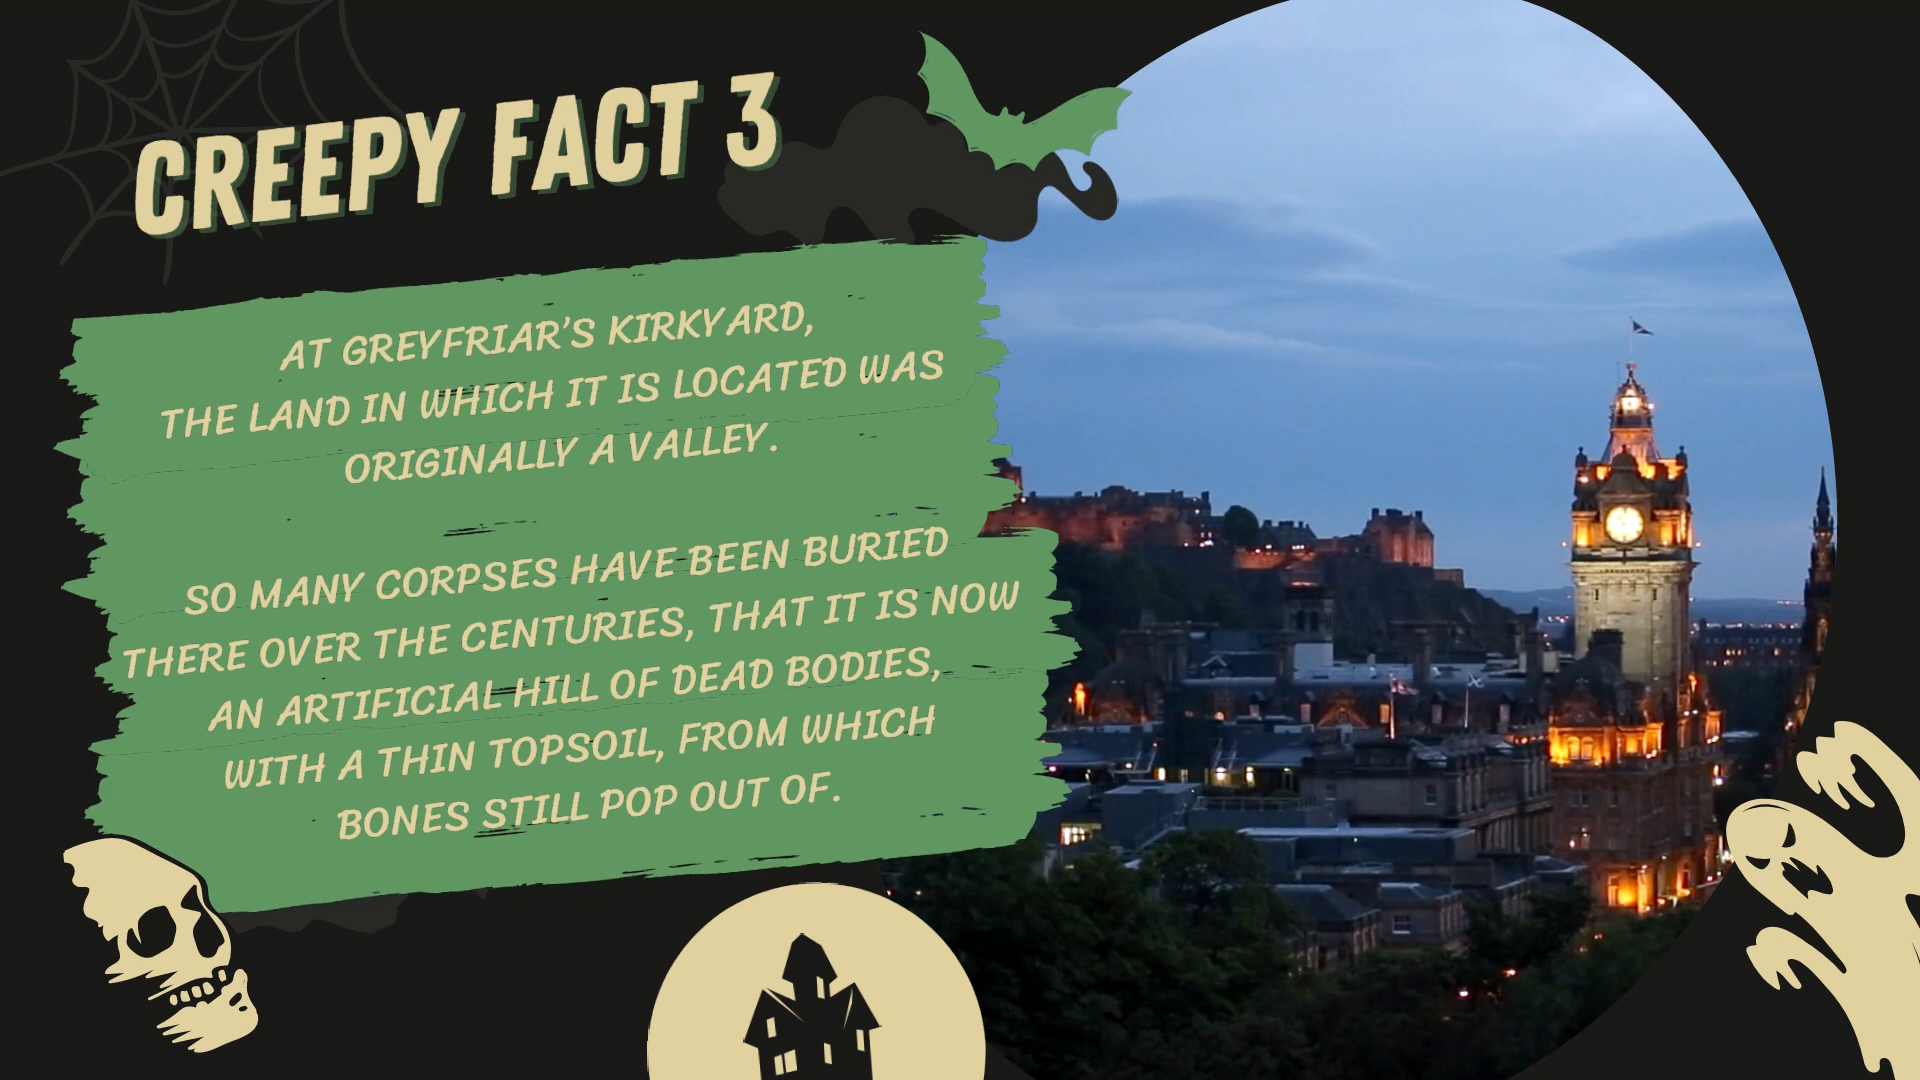 CREEPY FACT 3
AT GREYFRIAR'S KIRKYARD,
THE LAND IN WHICH IT IS LOCATED WAS
ORIGINALLY A VALLEY.
SO MANY CORPSES HAVE BEEN BURIED
THERE OVER THE CENTURIES, THAT IT IS NOW
AN ARTIFICIAL HILL OF DEAD BODIES,
WITH A THIN TOPSOIL, FROM WHICH
BONES STILL POP OUT OF.